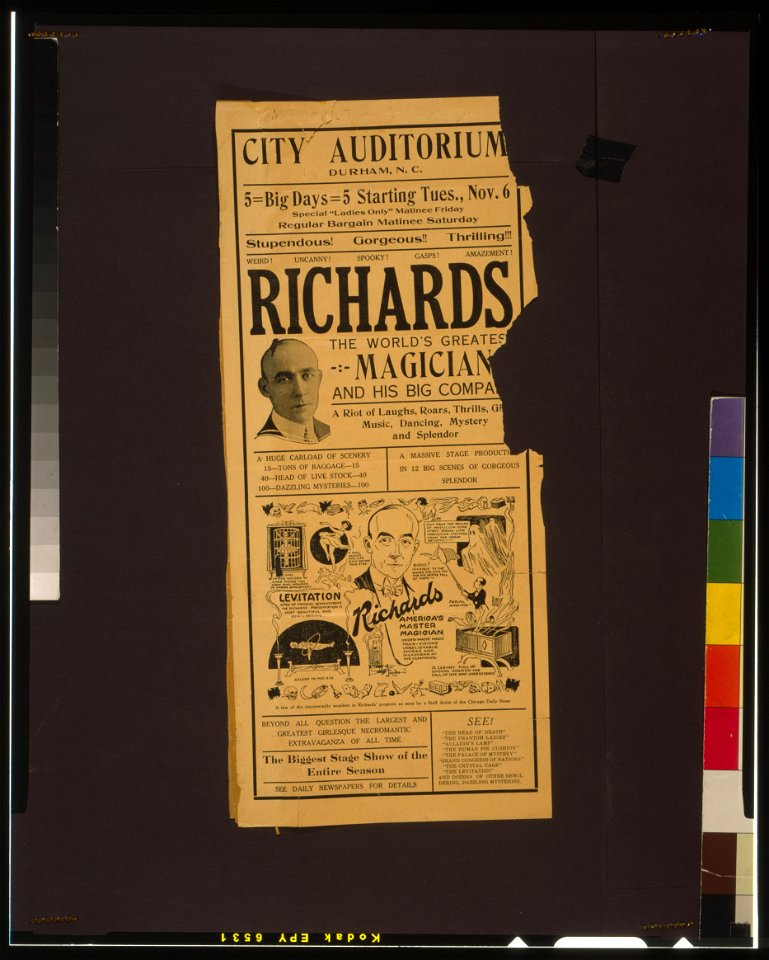 CITY AUDITORIUM
DURHAM, N. C.
5=Big Days=5 Starting Tues., Nov. 6
Special "Ladies Only" Matinee Friday
Regular Bargain Matinee Saturday
Stupendous! Gorgeous!! Thrilling!!!
WEIRD! UNCANNY! SPOOKY! GASPS! AMAZEMENT!
RICHARDS
THE WORLD'S GREATES
-:- MAGICIAN
AND HIS BIG COMPA
A Riot of Laughs, Roars, Thrills, Gi
Music, Dancing, Mystery
and Splendor
A HUGE CARLOAD OF SCENERY
15—TONS OF BAGGAGE—15
40—HEAD OF LIVE STOCK—40
100—DAZZLING MYSTERIES—100
A MASSIVE STAGE PRODUCTI
IN 12 BIG SCENES OF GORGEOUS
SPLENDOR
LEVITATION
ASLEEP IN MID AIR
Richards
AMERICA'S
MASTER
MAGICIAN
A few of the innumerable wonders in Richards' program as seen by a Staff Artist of the Chicago Daily News
BEYOND ALL QUESTION THE LARGEST AND
GREATEST GIRLESQUE NECROMANTIC
EXTRAVAGANZA OF ALL TIME
The Biggest Stage Show of the
Entire Season
SEE DAILY NEWSPAPERS FOR DETAILS
SEE!
"THE HEAD OF DEATH"
"THE PHANTOM LADIES"
"ALLADIN'S LAMP"
"THE HUMAN PIN CUSHION"
"THE PALACE OF MYSTERY"
"GRAND CONGRESS OF NATIONS"
"THE CRYSTAL CAGE"
"THE LEVITATION"
AND DOZENS OF OTHER BEWIL-
DERING, DAZZLING MYSTERIES.
Kodak EPY 6531